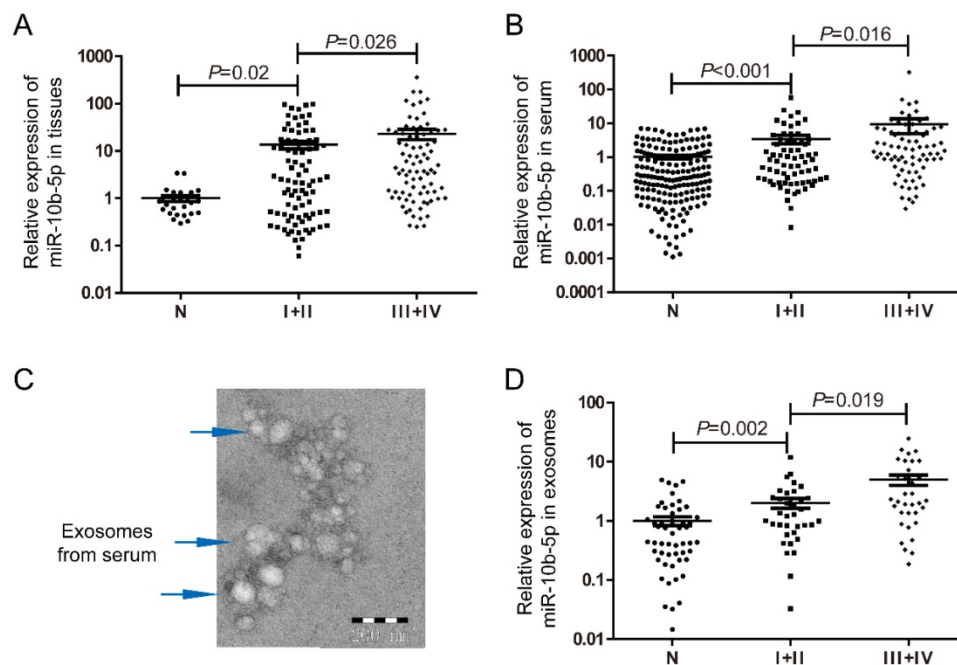 A
Relative expression of
miR-10b-5p in tissues
1000
100
10
1
0.1
0.01
P=0.02
P=0.026
N
I+II
III+IV
B
Relative expression of
miR-10b-5p in serum
1000
100
10
1
0.1
0.01
0.001
0.0001
P<0.001
P=0.016
N
I+II
III+IV
C
Exosomes
from serum
200 nm
D
Relative expression of
miR-10b-5p in exosomes
100
10
1
0.1
0.01
P=0.002
P=0.019
N
I+II
III+IV